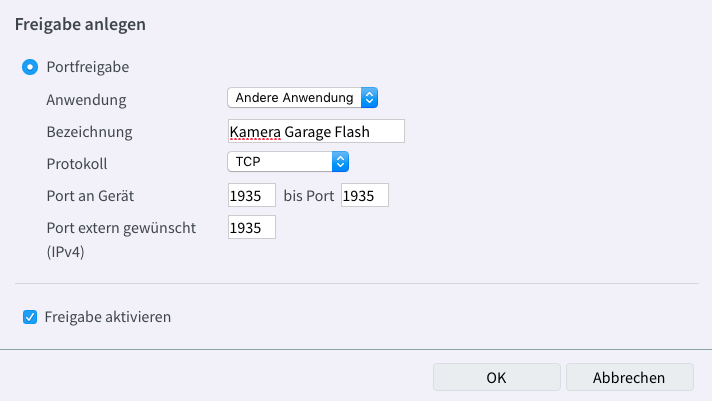 Freigabe anlegen
Portfreigabe
Anwendung Andere Anwendung
Bezeichnung Kamera Garage Flash
Protokoll TCP
Port an Gerät 1935 bis Port 1935
Port extern gewünscht 1935
(IPv4)
Freigabe aktivieren
OK Abbrechen